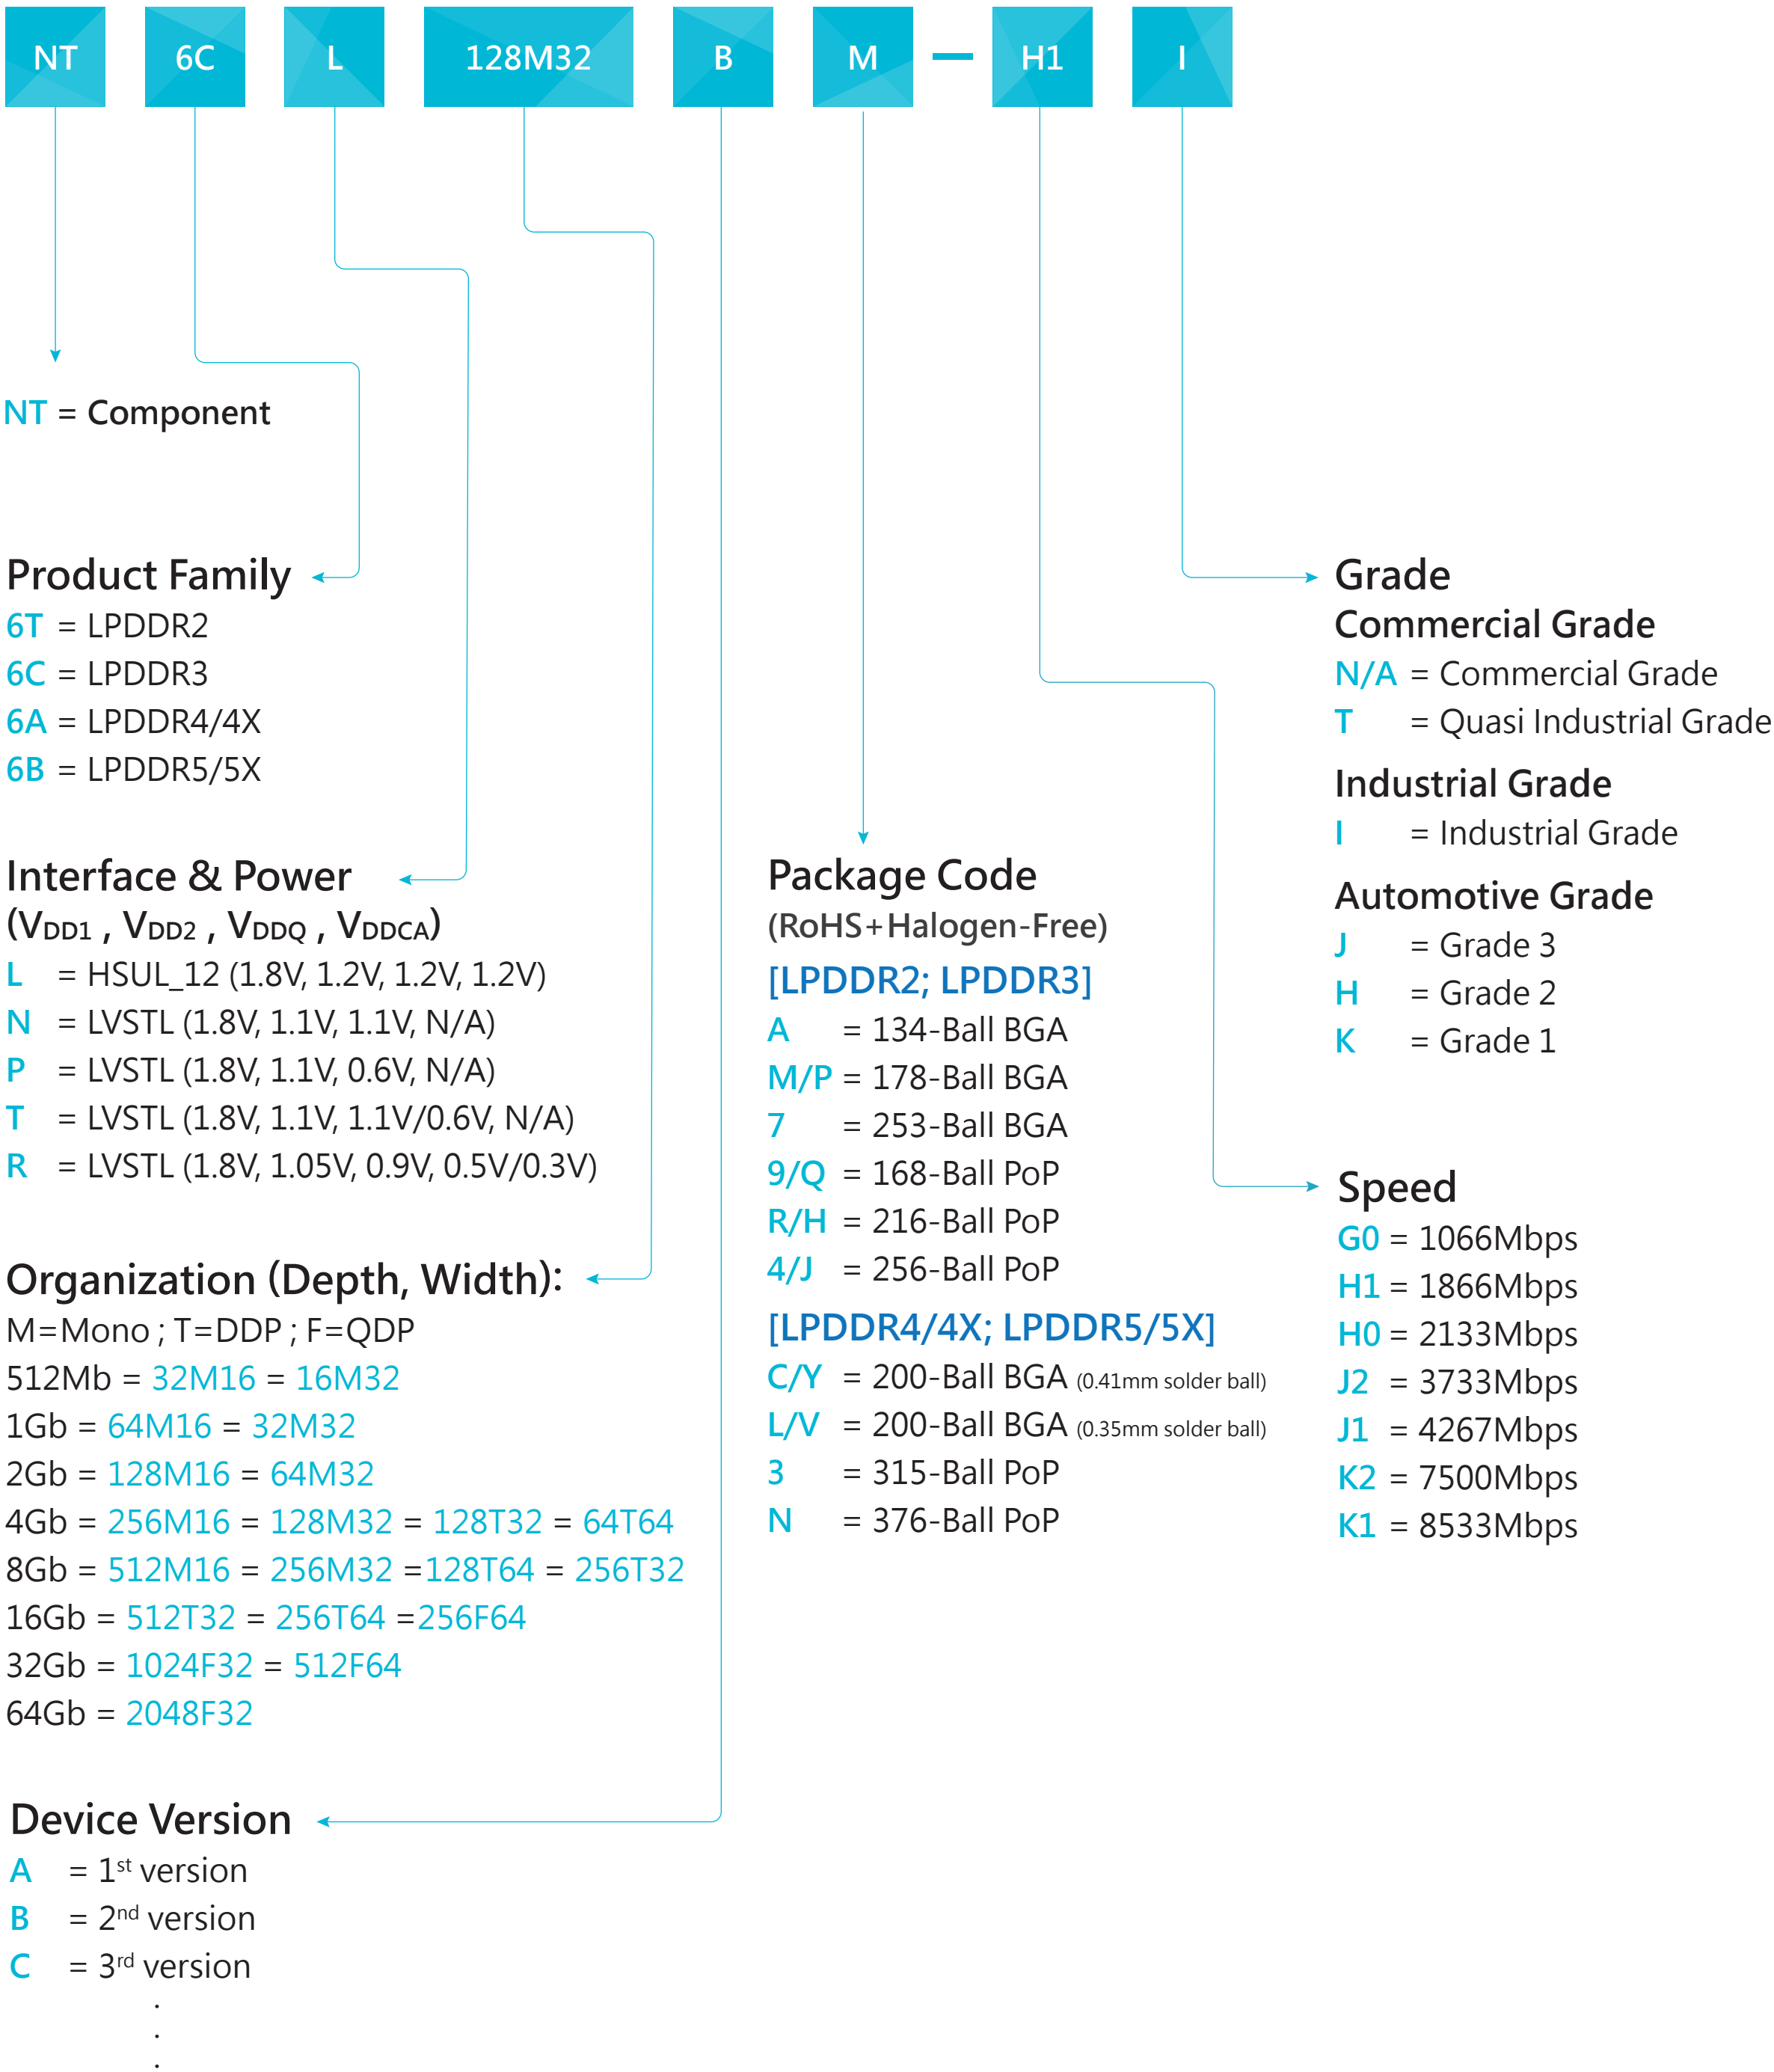 NT 6C L 128M32 B M — H1 I
NT = Component
Product Family
6T = LPDDR2
6C = LPDDR3
6A = LPDDR4/4X
6B = LPDDR5/5X
Interface & Power
(VDD1 , VDD2 , VDDQ , VDDCA)
L = HSUL_12 (1.8V, 1.2V, 1.2V, 1.2V)
N = LVSTL (1.8V, 1.1V, 1.1V, N/A)
P = LVSTL (1.8V, 1.1V, 0.6V, N/A)
T = LVSTL (1.8V, 1.1V, 1.1V/0.6V, N/A)
R = LVSTL (1.8V, 1.05V, 0.9V, 0.5V/0.3V)
Organization (Depth, Width):
M=Mono ; T=DDP ; F=QDP
512Mb = 32M16 = 16M32
1Gb = 64M16 = 32M32
2Gb = 128M16 = 64M32
4Gb = 256M16 = 128M32 = 128T32 = 64T64
8Gb = 512M16 = 256M32 =128T64 = 256T32
16Gb = 512T32 = 256T64 =256F64
32Gb = 1024F32 = 512F64
64Gb = 2048F32
Device Version
A = 1st version
B = 2nd version
C = 3rd version
.
.
.
Package Code
(RoHS+Halogen-Free)
[LPDDR2; LPDDR3]
A = 134-Ball BGA
M/P = 178-Ball BGA
7 = 253-Ball BGA
9/Q = 168-Ball PoP
R/H = 216-Ball PoP
4/J = 256-Ball PoP
[LPDDR4/4X; LPDDR5/5X]
C/Y = 200-Ball BGA (0.41mm solder ball)
L/V = 200-Ball BGA (0.35mm solder ball)
3 = 315-Ball PoP
N = 376-Ball PoP
Grade
Commercial Grade
N/A = Commercial Grade
T = Quasi Industrial Grade
Industrial Grade
I = Industrial Grade
Automotive Grade
J = Grade 3
H = Grade 2
K = Grade 1
Speed
G0 = 1066Mbps
H1 = 1866Mbps
H0 = 2133Mbps
J2 = 3733Mbps
J1 = 4267Mbps
K2 = 7500Mbps
K1 = 8533Mbps